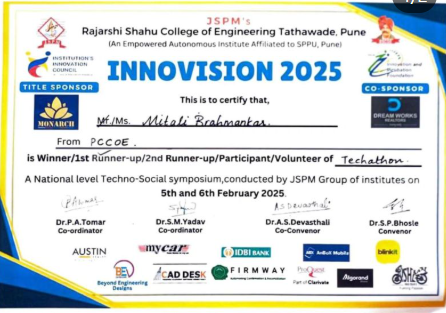 JSPM's
Rajarshi Shahu College of Engineering Tathawade, Pune
(An Empowered Autonomous Institute Affiliated to SPPU, Pune)
INSTITUTION'S INNOVATION COUNCIL
INNOVISION 2025
TITLE SPONSOR
CO-SPONSOR
MONARCH
DREAM WORKS
This is to certify that,
Mr./Ms. Mitali Brahmankar
From PCCOE.
is Winner/1st Runner-up/2nd Runner-up/Participant/Volunteer of Techathon.
A National level Techno-Social symposium,conducted by JSPM Group of institutes on
5th and 6th February 2025.
Dr.P.A.Tomar
Dr.S.M.Yadav
Dr.A.S.Devasthali
Dr.S.P.Bhosle
Co-ordinator
Co-ordinator
Co-Convenor
Convenor
AUSTIN
mycar
IDBI BANK
AnBolt Mobile
blinkit
BED
Beyond Engineering Designs
ACAD DESK
FIRMWAY
ProQuest
Part of Clarivate
Algorand